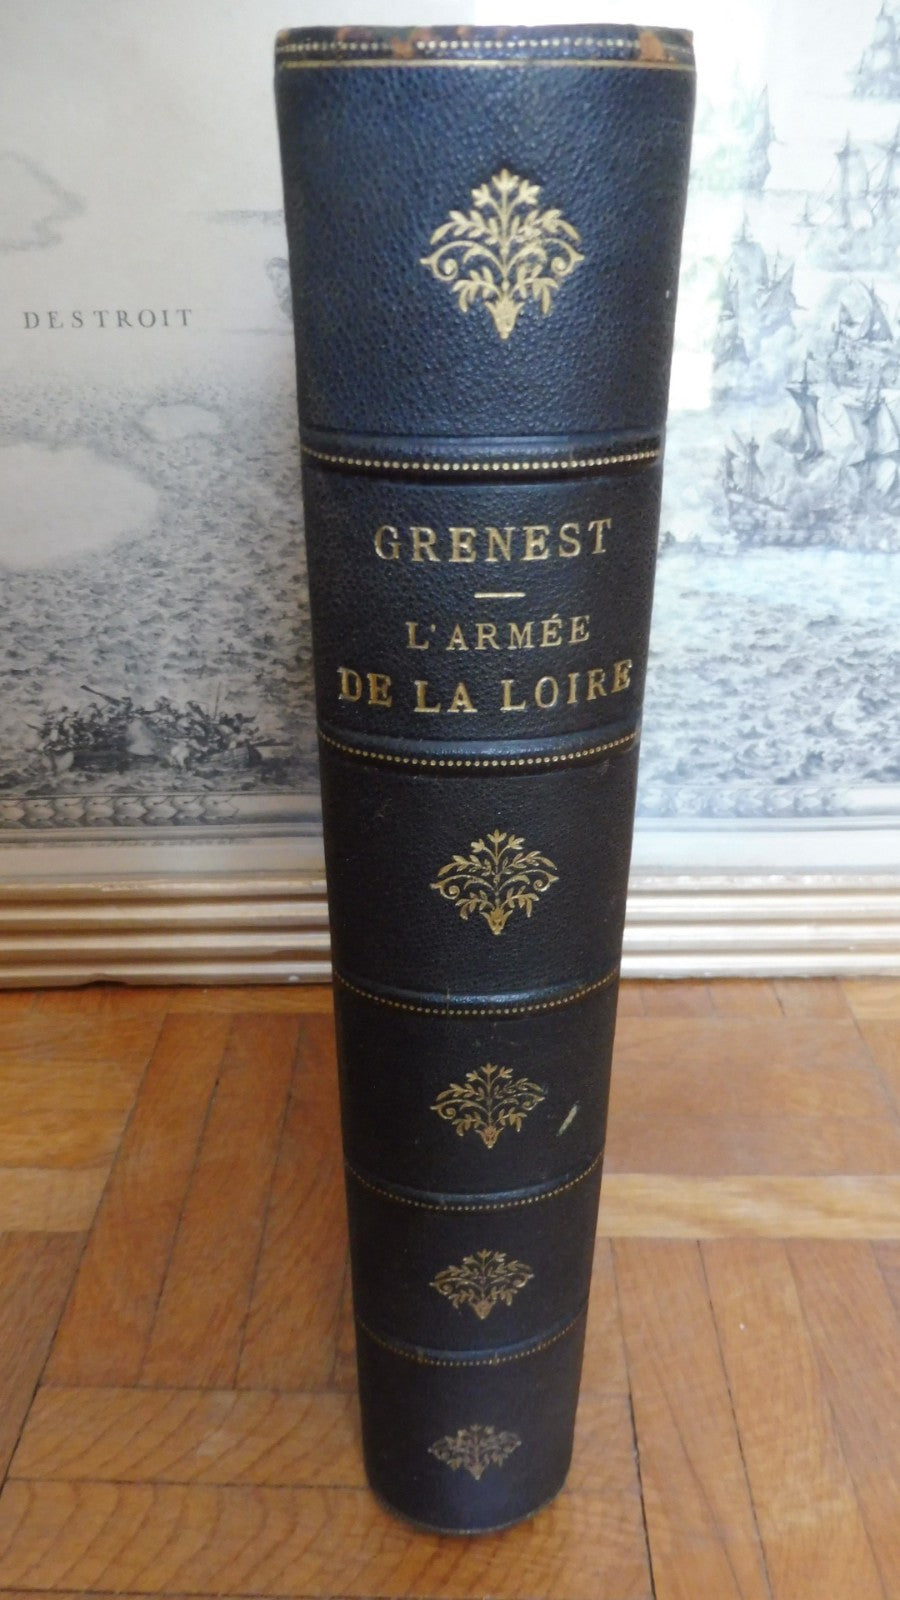 DESTROIT
GRENEST
L'ARMÉE
DE LA LOIRE